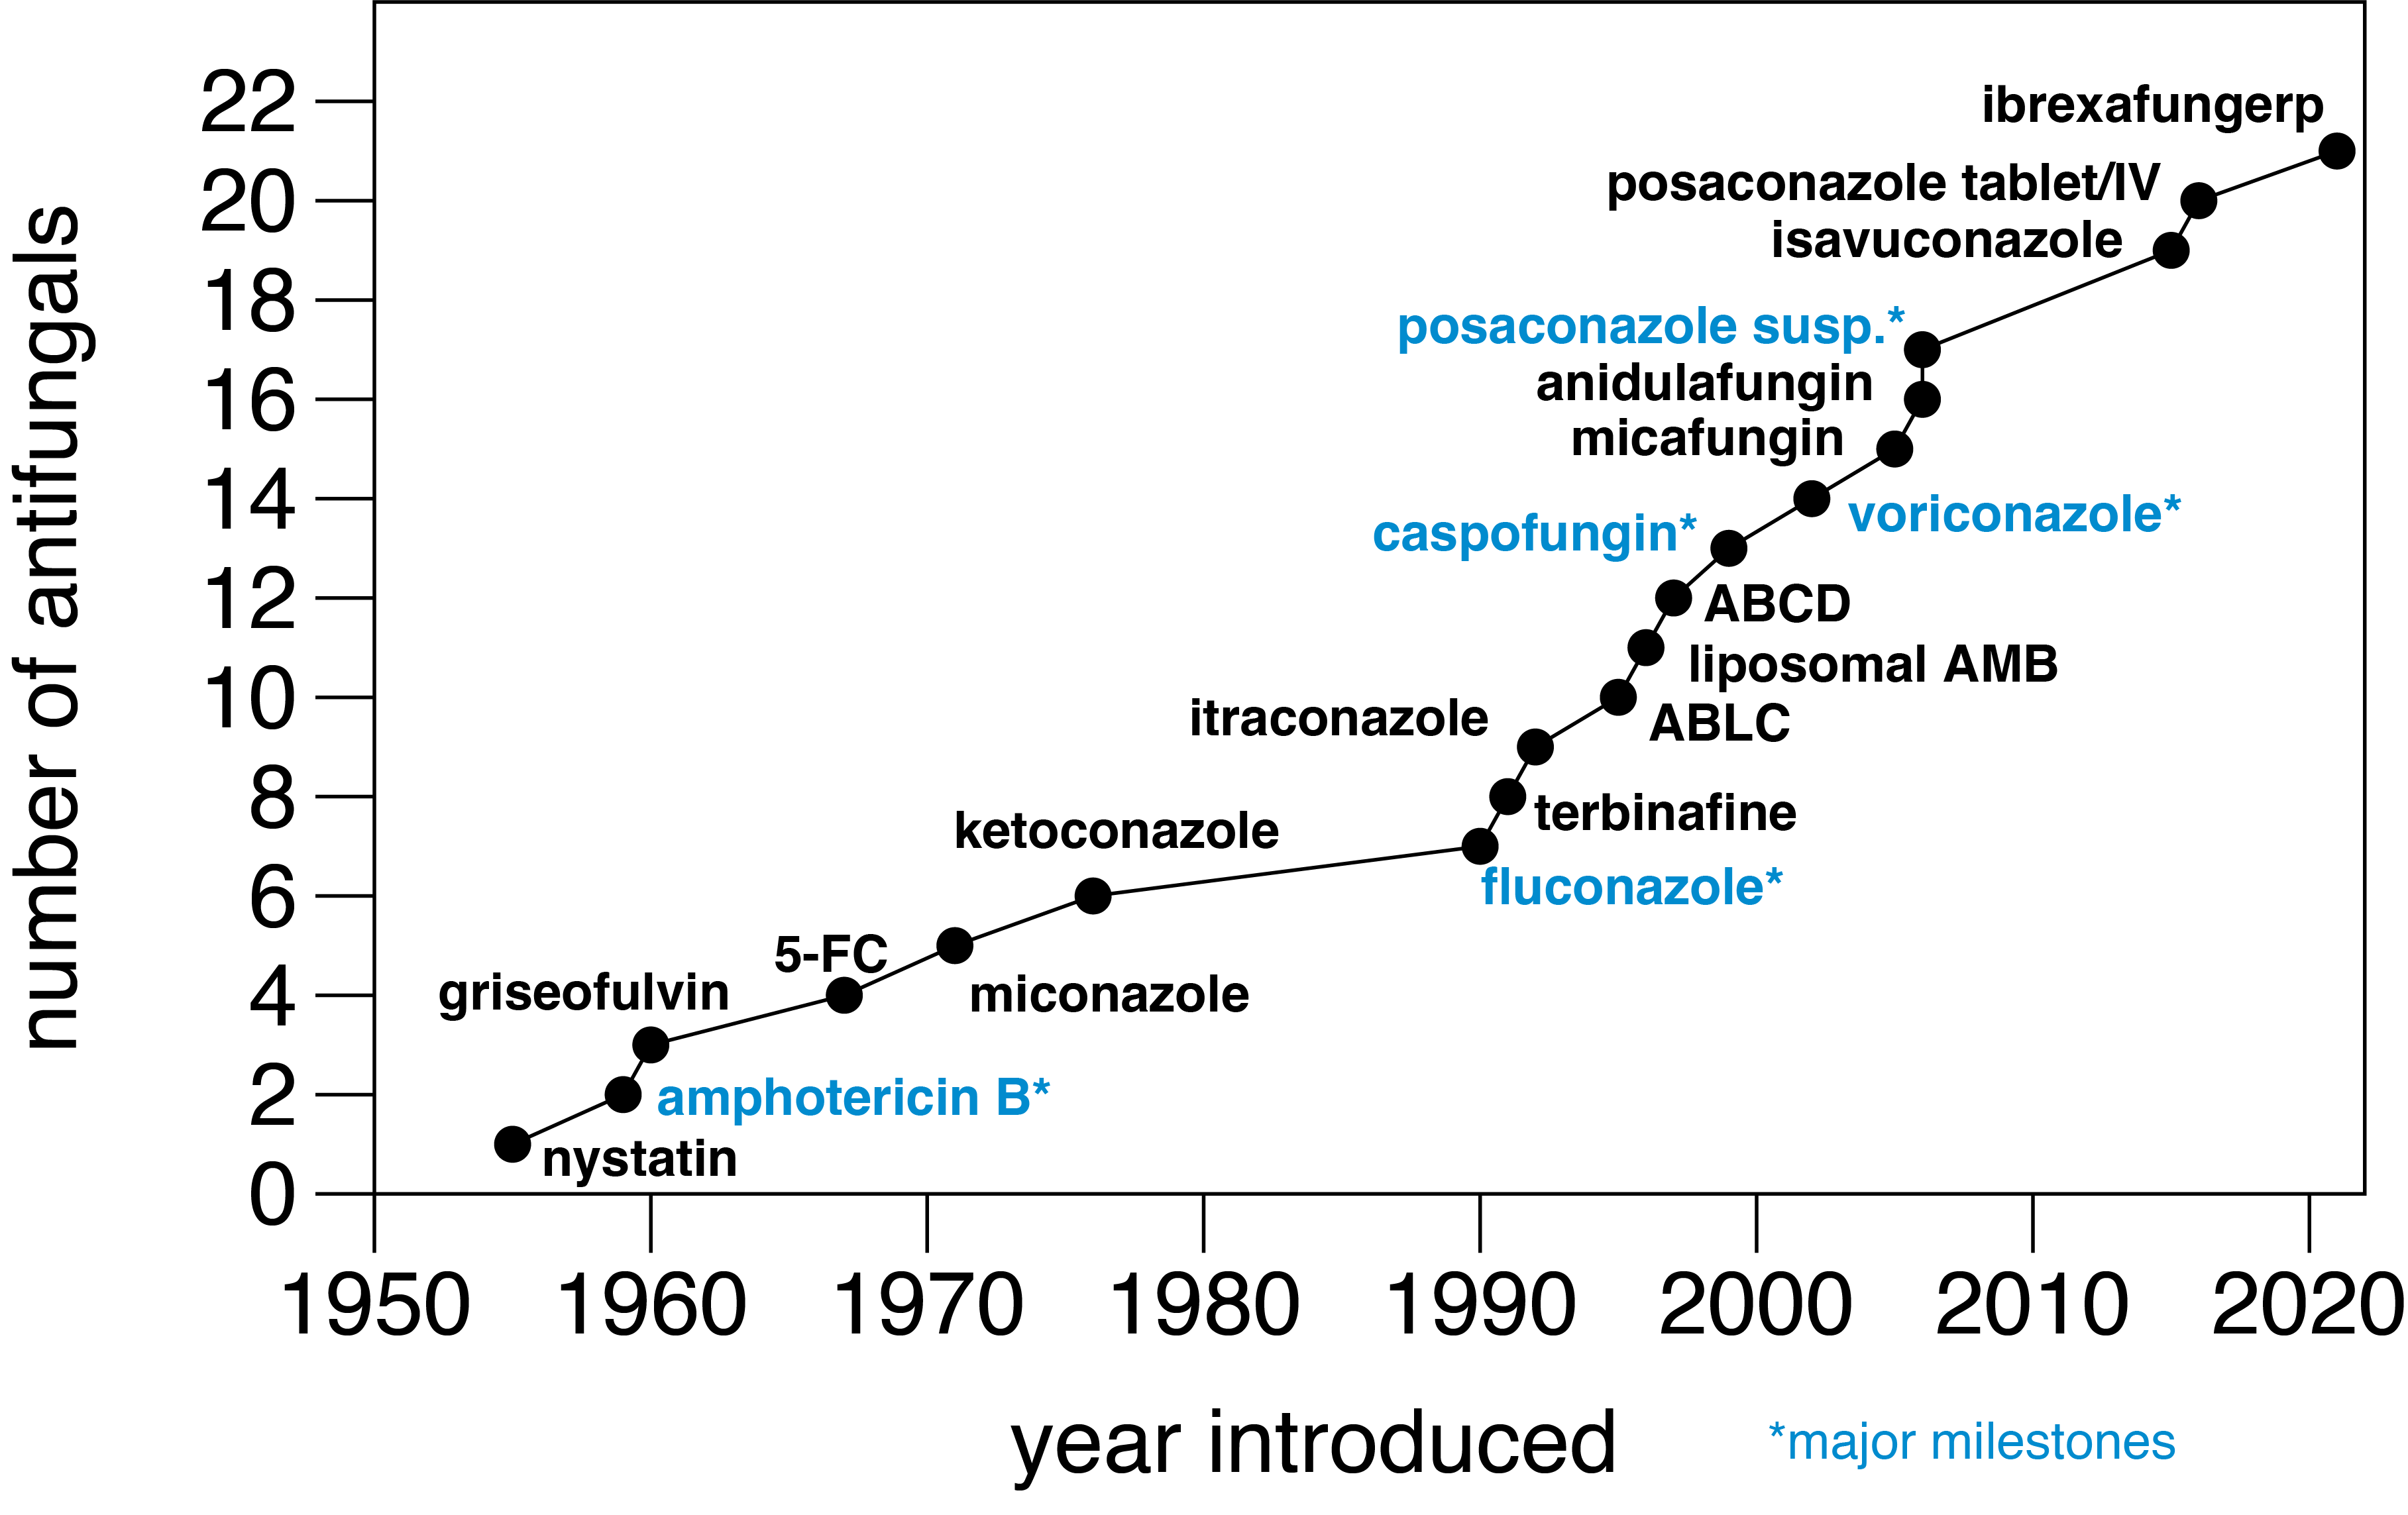 number of antifungals
22
20
18
16
14
12
10
8
6
4
2
0
ibrexafungerp
posaconazole tablet/IV
isavuconazole
posaconazole susp.*
anidulafungin
micafungin
voriconazole*
caspofungin*
ABCD
liposomal AMB
ABLC
itraconazole
terbinafine
ketoconazole
fluconazole*
5-FC
miconazole
griseofulvin
amphotericin B*
nystatin
1950 1960 1970 1980 1990 2000 2010 2020
year introduced
*major milestones